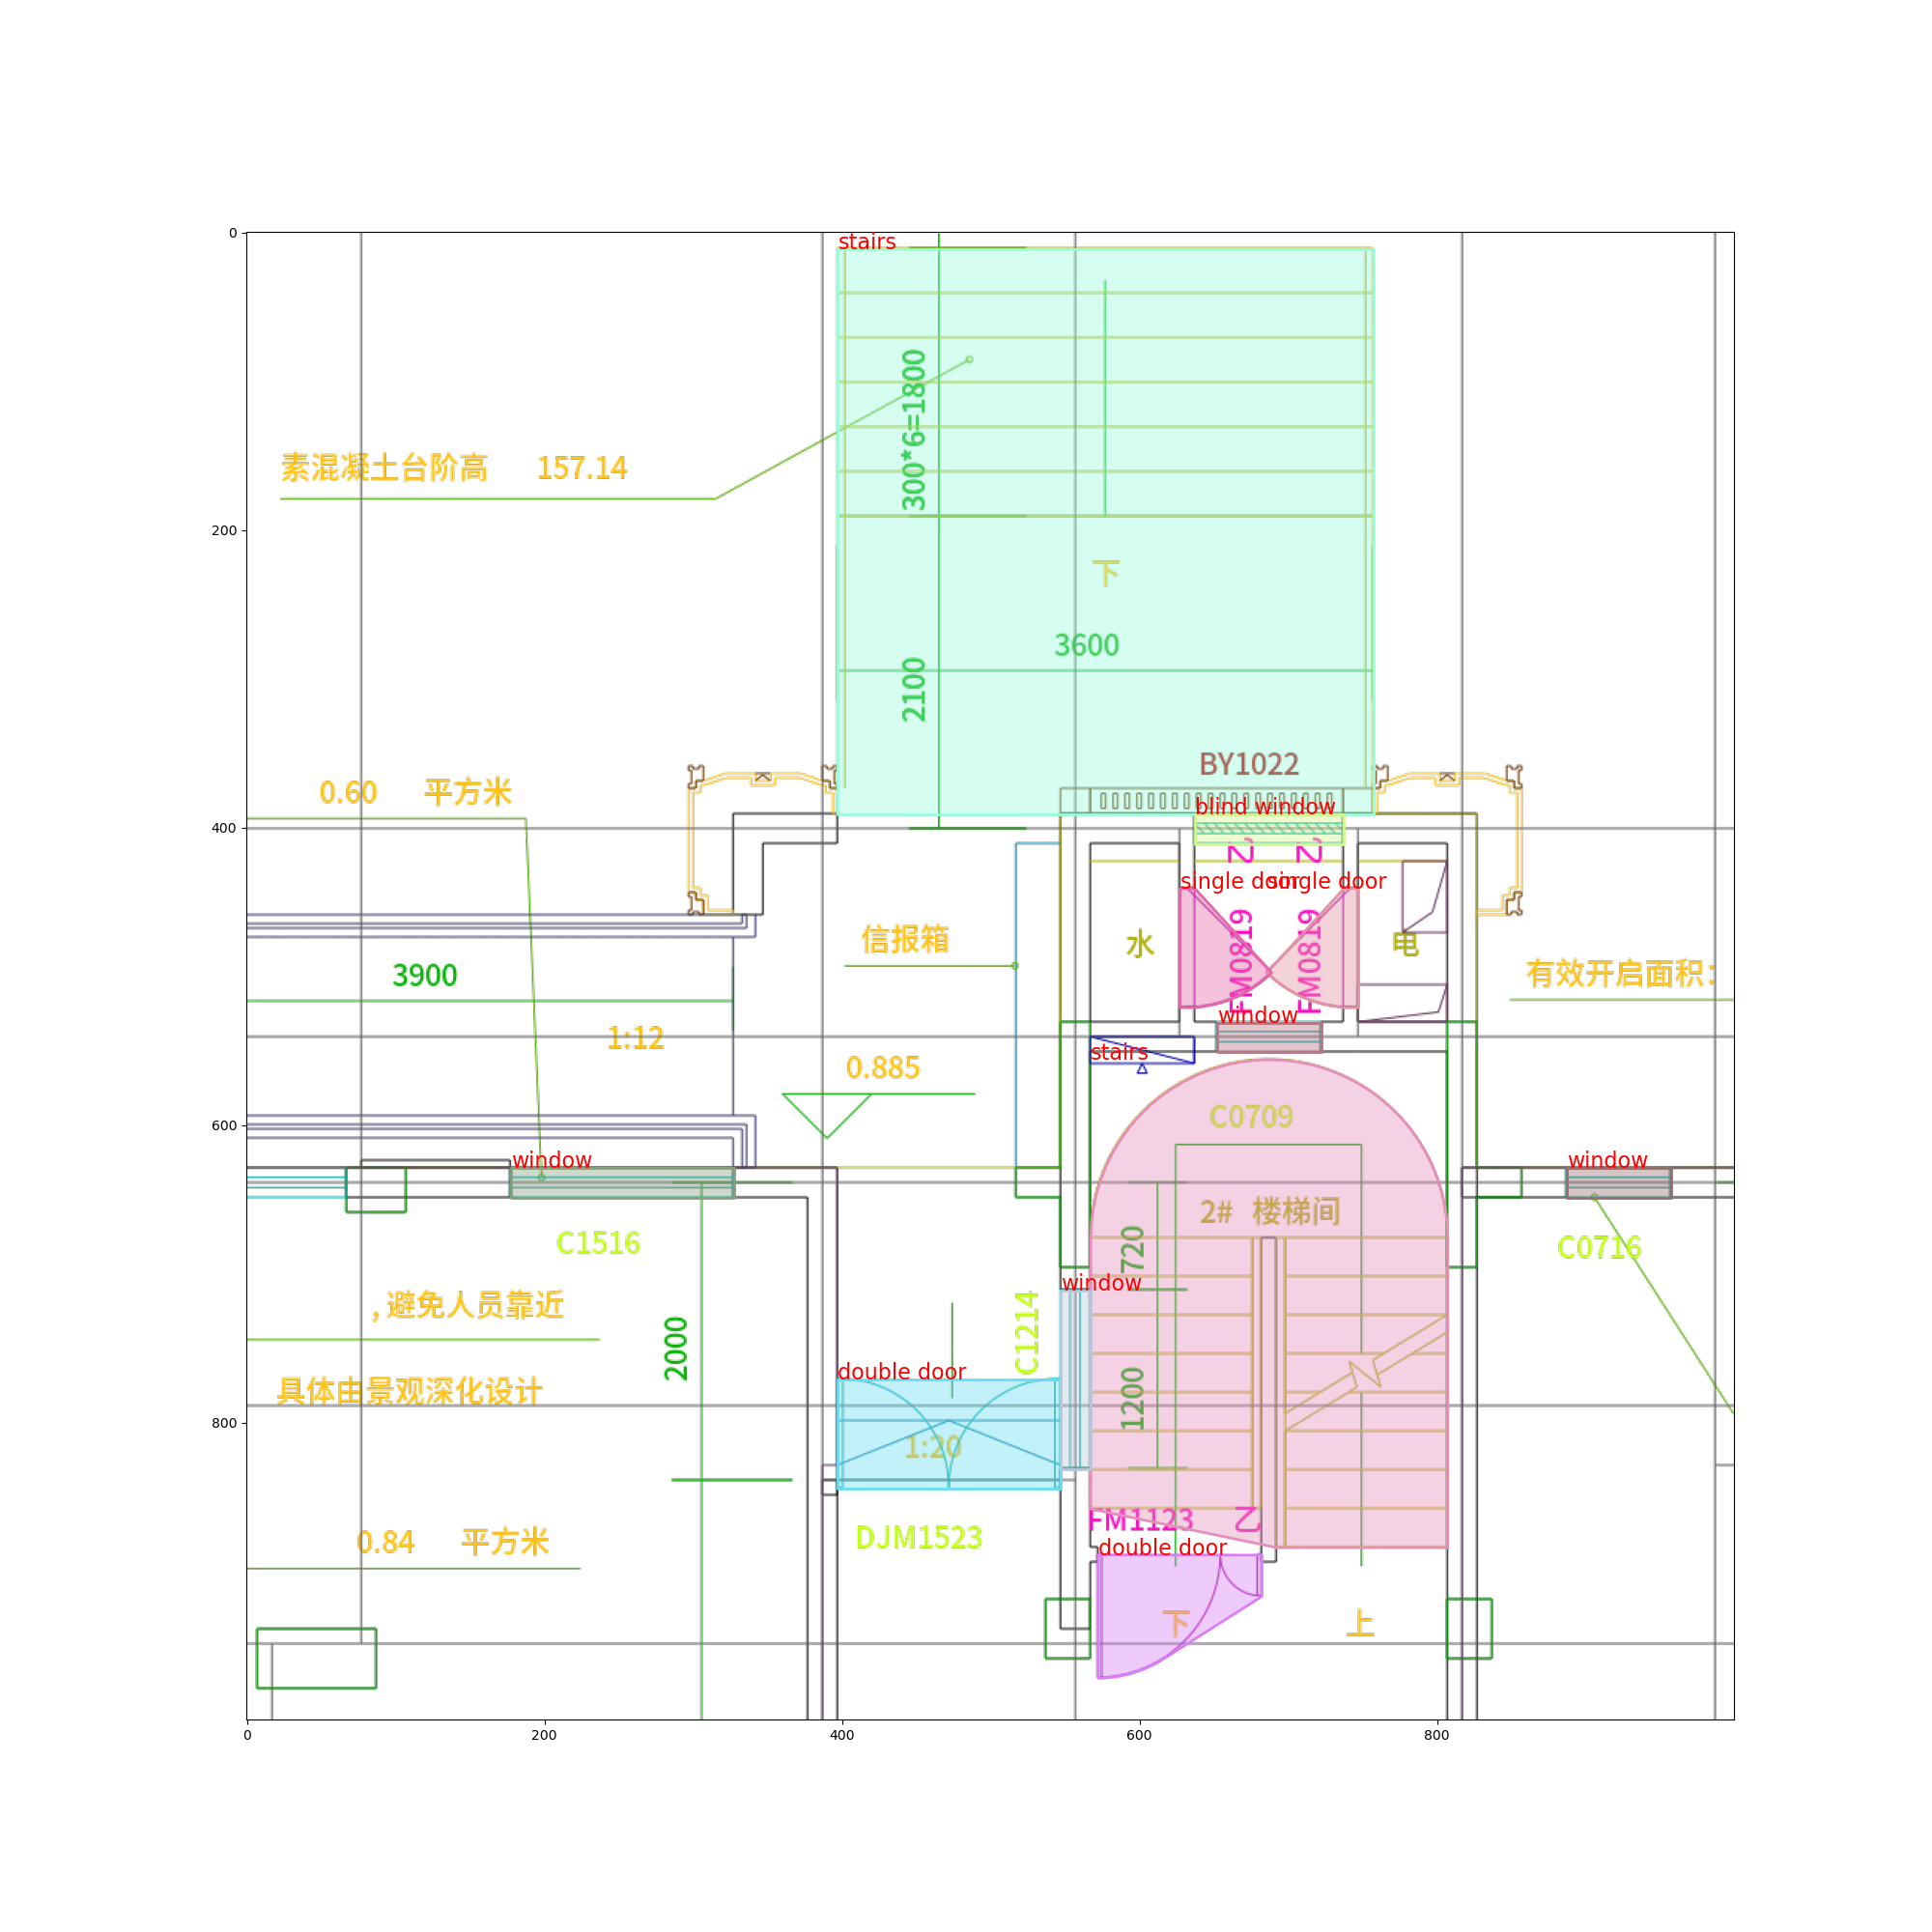 0
stairs
300*6=1800
素混凝土台阶高 157.14
200
下
3600
2100
BY1022
0.60 平方米
blind window
400
乙 乙
single door
single door
信报箱
水
FM0819
FM0819
电
3900
有效开启面积:
window
1:12
stairs
0.885
C0709
600
window
window
2# 楼梯间
C1516
720
C0716
window
,避免人员靠近
C1214
2000
double door
具体由景观深化设计
1200
800
1:20
FM1123 乙
DJM1523
0.84 平方米
double door
下
上
0
200
400
600
800